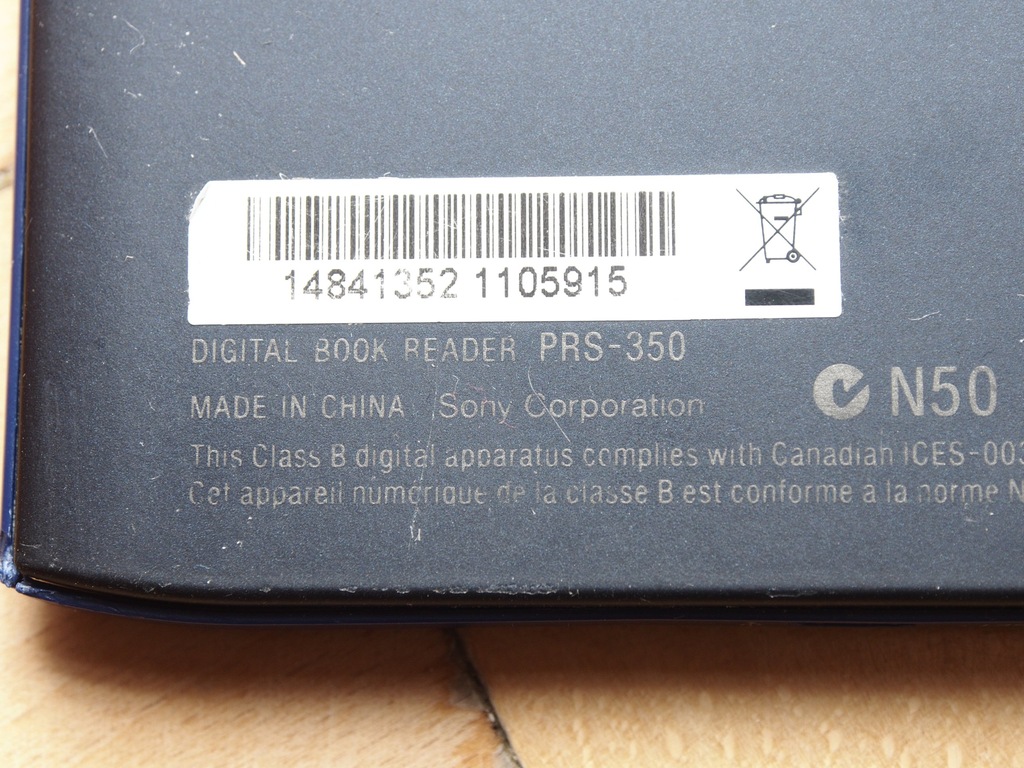 14841352 1105915
DIGITAL BOOK READER PRS-350
MADE IN CHINA Sony Corporation
N50
This Class B digital apparatus complies with Canadian ICES-003
Cet appareil numérique de la classe B est conforme à la norme N